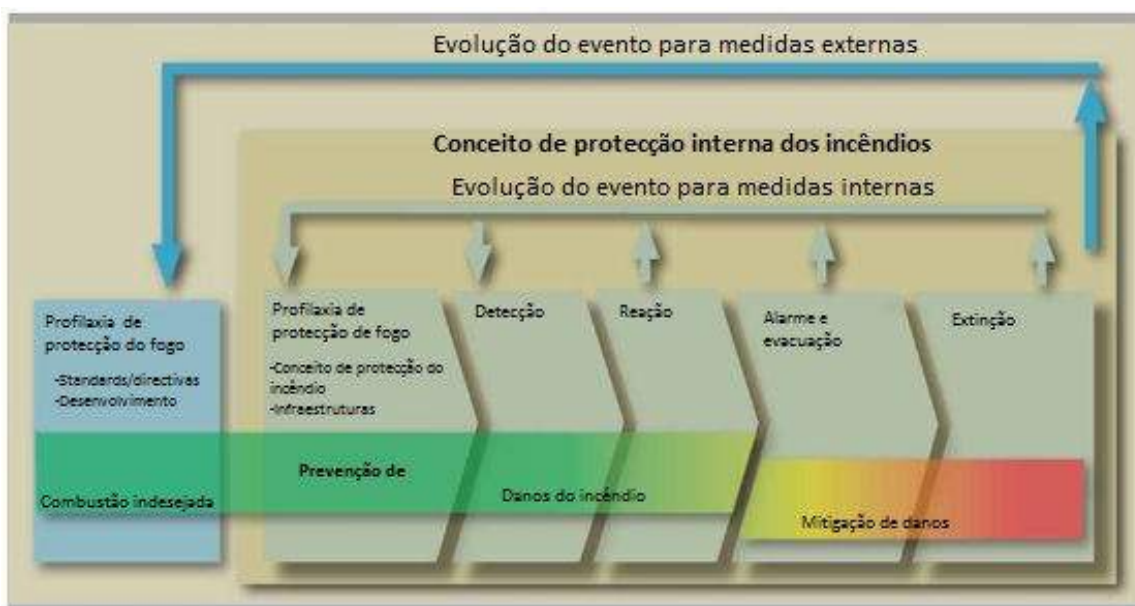 Evolução do evento para medidas externas
Conceito de protecção interna dos incêndios
Evolução do evento para medidas internas
Profilaxia de
protecção do fogo
-Standards/directivas
-Desenvolvimento
Profilaxia de
protecção de fogo
-Conceito de protecção do
incêndio
-Infraestruturas
Detecção
Reação
Alarme e
evacuação
Extinção
Combustão indesejada
Prevenção de
Danos do incêndio
Mitigação de danos